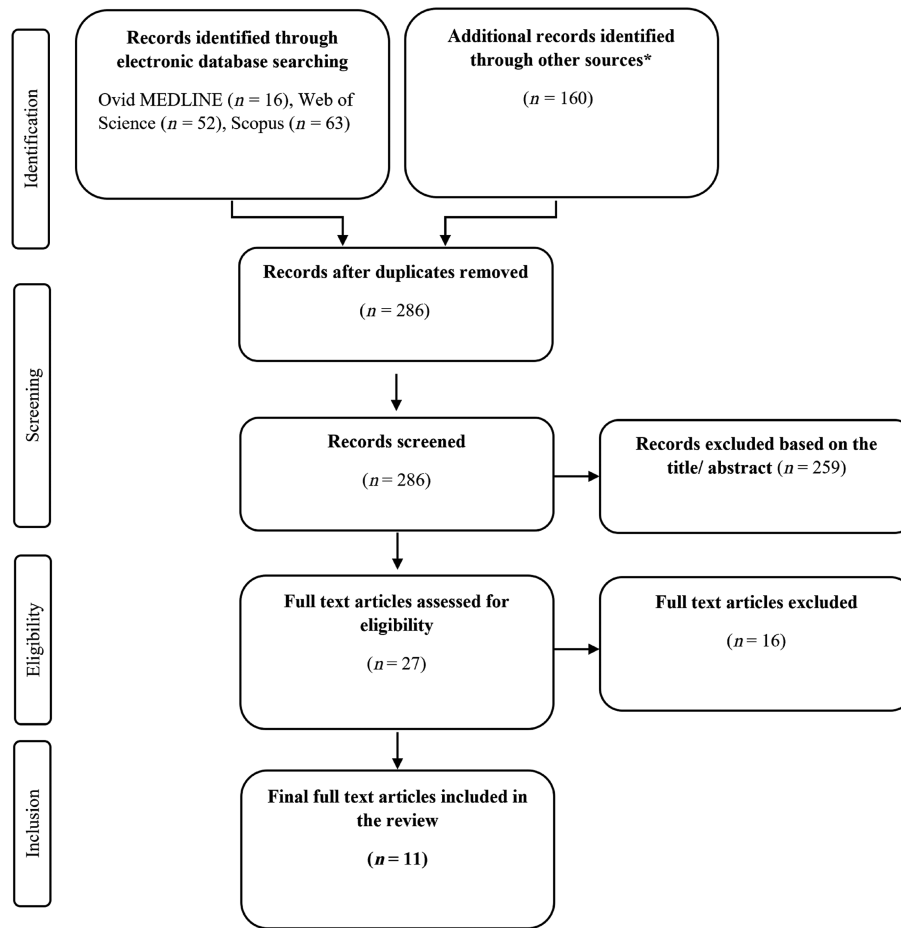 Identification
Records identified through
electronic database searching
Ovid MEDLINE (n = 16), Web of
Science (n = 52), Scopus (n = 63)
Additional records identified
through other sources*
(n = 160)
Records after duplicates removed
(n = 286)
Screening
Records screened
(n = 286)
Records excluded based on the
title/ abstract (n = 259)
Eligibility
Full text articles assessed for
eligibility
(n = 27)
Full text articles excluded
(n = 16)
Inclusion
Final full text articles included in
the review
(n = 11)